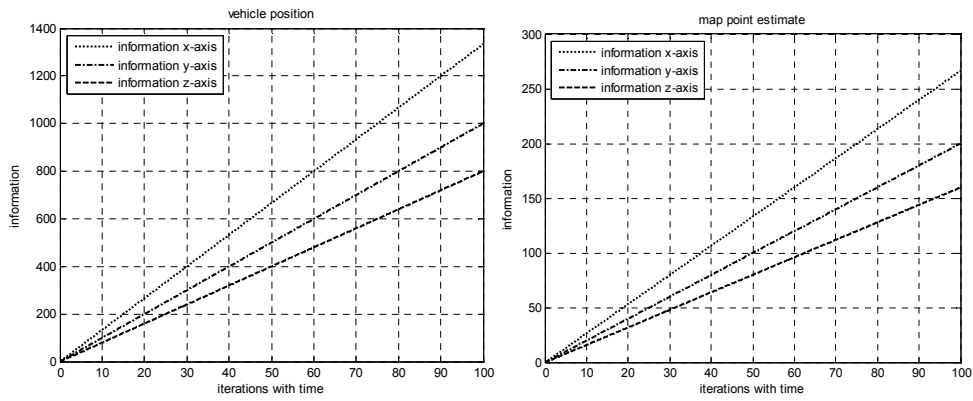 vehicle position
1400
1200
1000
800
600
400
200
0
information
information x-axis
information y-axis
information z-axis
0 10 20 30 40 50 60 70 80 90 100
iterations with time
map point estimate
300
250
200
150
100
50
0
information
information x-axis
information y-axis
information z-axis
0 10 20 30 40 50 60 70 80 90 100
iterations with time